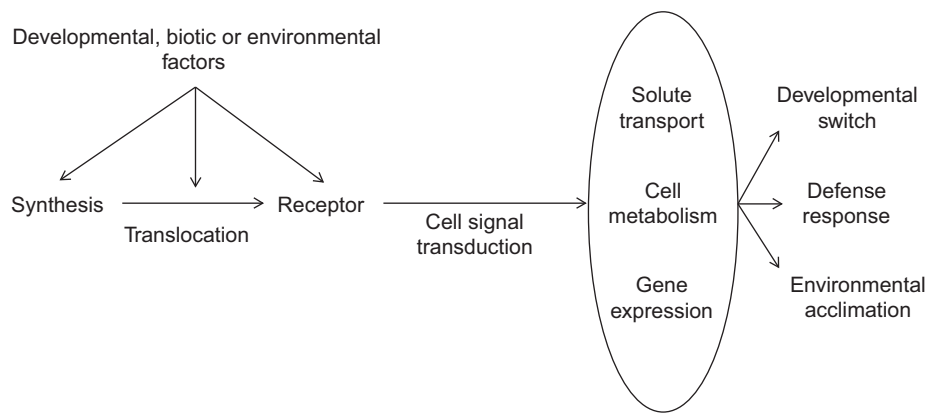 Developmental, biotic or environmental
factors
Synthesis
Translocation
Receptor
Cell signal
transduction
Solute
transport
Cell
metabolism
Gene
expression
Developmental
switch
Defense
response
Environmental
acclimation